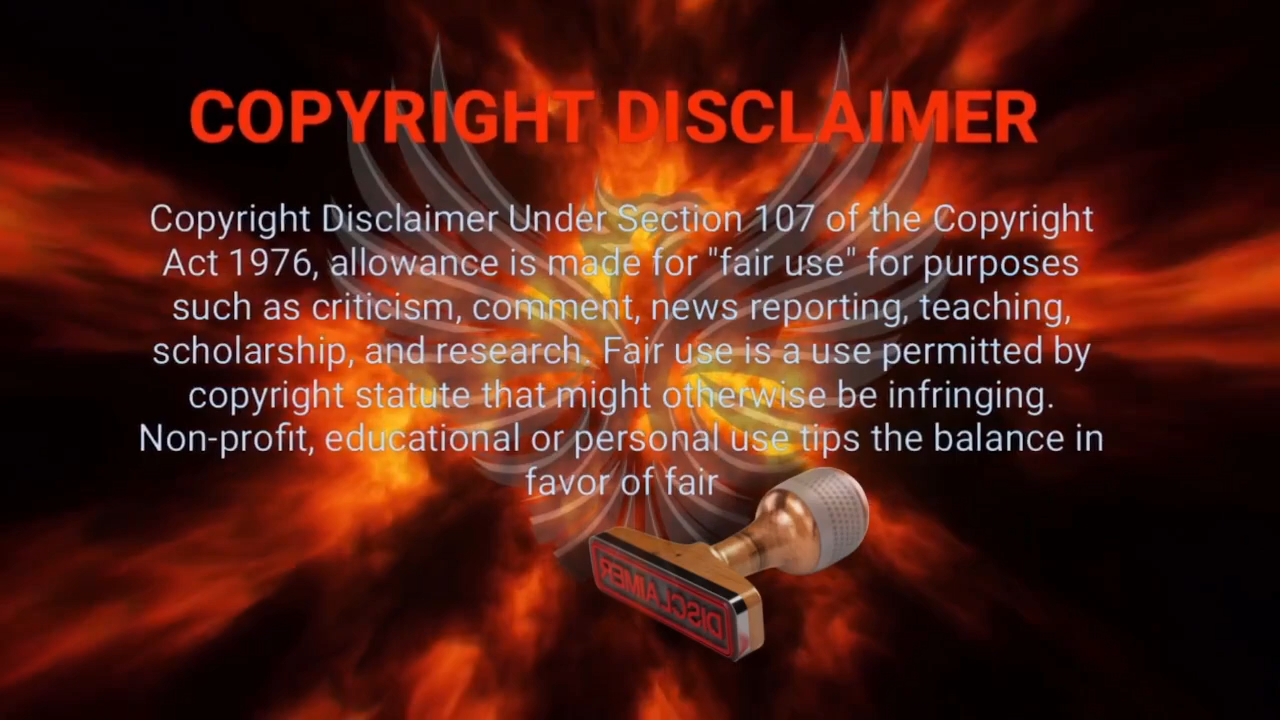 COPYRIGHT DISCLAIMER
Copyright Disclaimer Under Section 107 of the Copyright
Act 1976, allowance is made for "fair use" for purposes
such as criticism, comment, news reporting, teaching,
scholarship, and research. Fair use is a use permitted by
copyright statute that might otherwise be infringing.
Non-profit, educational or personal use tips the balance in
favor of fair
DISCLAIMER